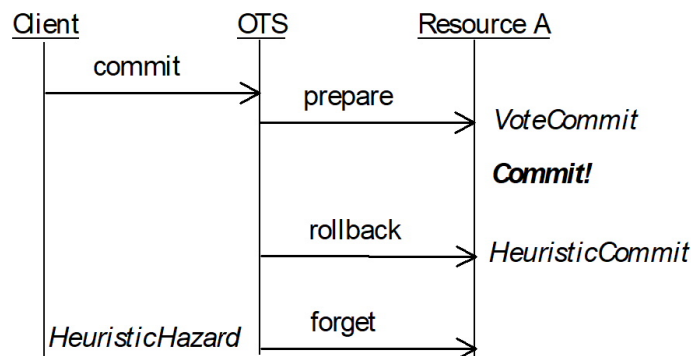 Client OTS Resource A
commit
prepare
VoteCommit
Commit!
rollback
HeuristicCommit
HeuristicHazard
forget